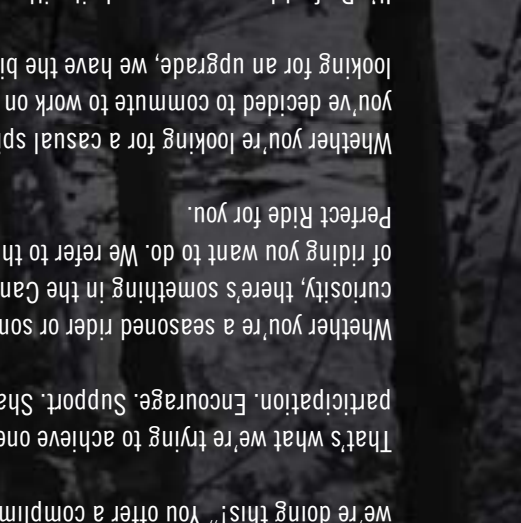 we're doing this!" You offer a
That's what we're trying to achieve
participation. Encourage. Support.
Whether you're a seasoned rider or
curiosity, there's something in the
of riding you want to do. We refer to
Perfect Ride for you.
Whether you're looking for a casual
you've decided to commute to work on
looking for an upgrade, we have the